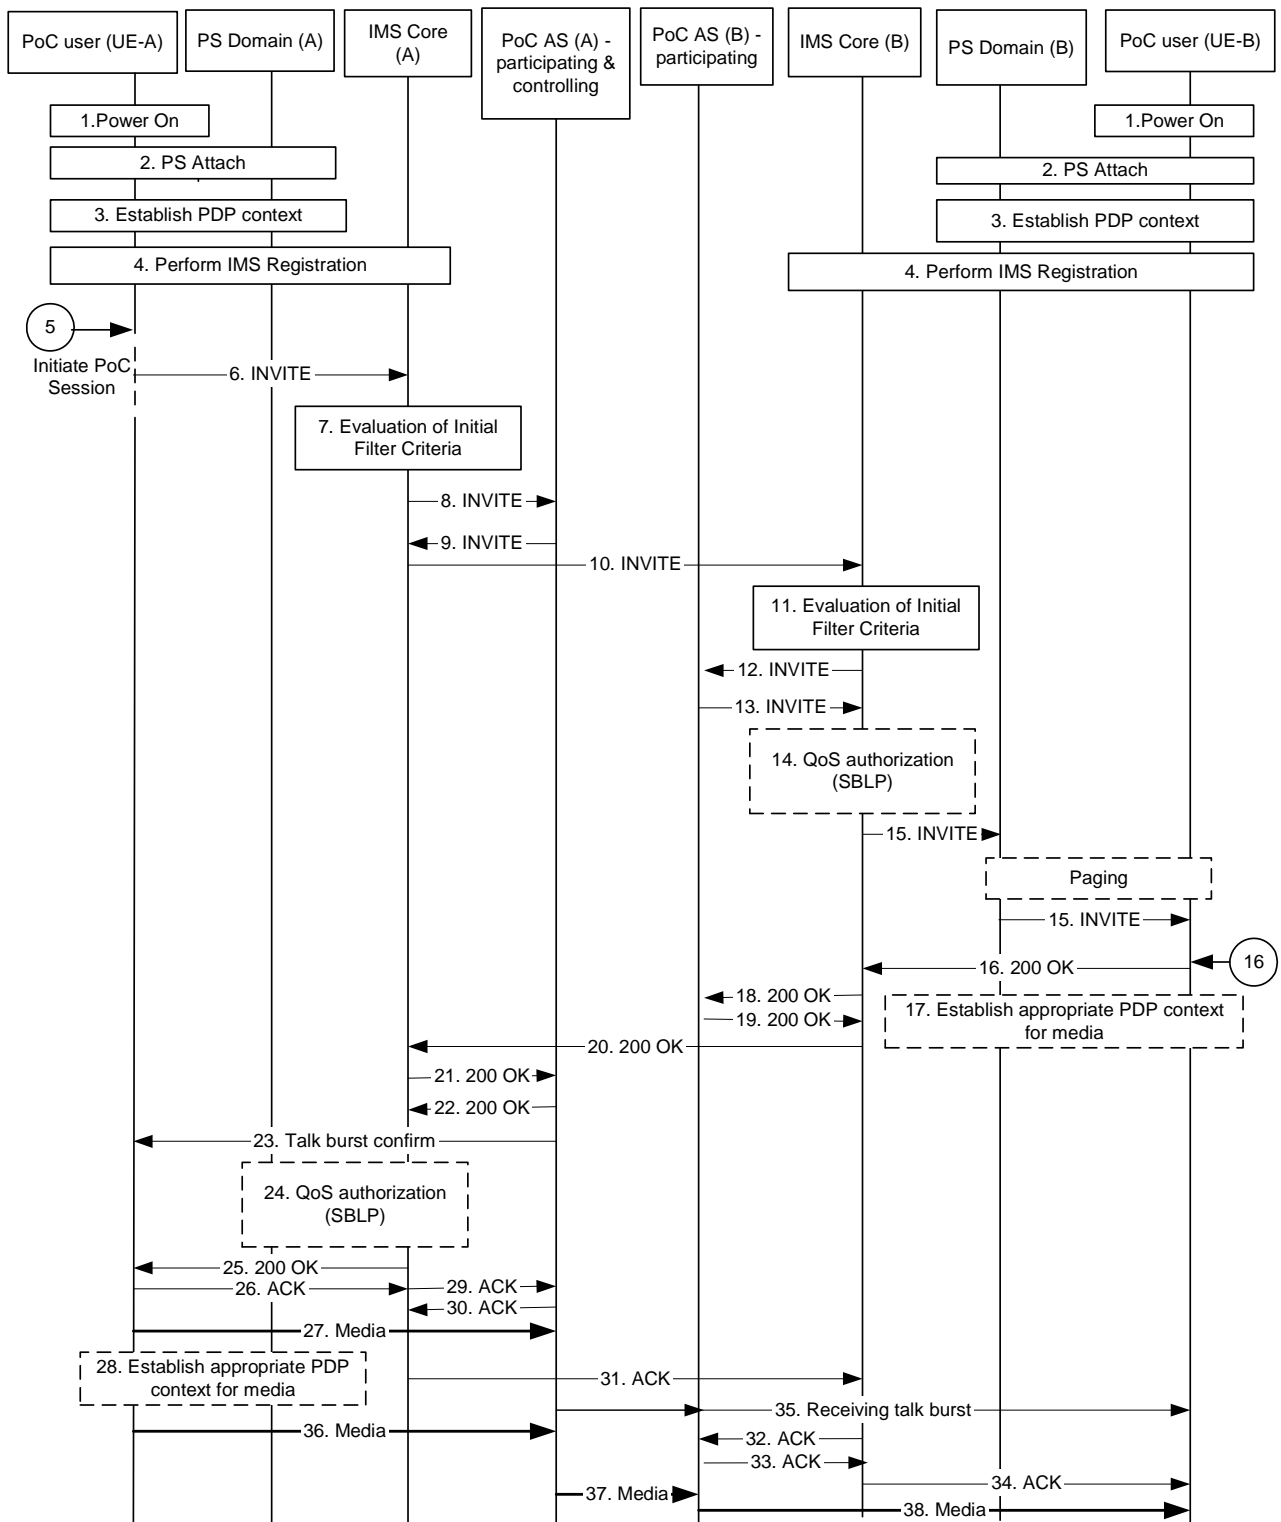 PoC user (UE-A)
PS Domain (A)
IMS Core
(A)
PoC AS (A) -
participating &
controlling
PoC AS (B) -
participating
IMS Core (B)
PS Domain (B)
PoC user (UE-B)
1.Power On
1.Power On
2. PS Attach
2. PS Attach
3. Establish PDP context
3. Establish PDP context
4. Perform IMS Registration
4. Perform IMS Registration
5
Initiate PoC
Session
6. INVITE
7. Evaluation of Initial
Filter Criteria
8. INVITE
9. INVITE
10. INVITE
11. Evaluation of Initial
Filter Criteria
12. INVITE
13. INVITE
14. QoS authorization
(SBLP)
15. INVITE
Paging
15. INVITE
16
16. 200 OK
18. 200 OK
17. Establish appropriate PDP context
for media
19. 200 OK
20. 200 OK
21. 200 OK
22. 200 OK
23. Talk burst confirm
24. QoS authorization
(SBLP)
25. 200 OK
26. ACK
29. ACK
30. ACK
27. Media
28. Establish appropriate PDP
context for media
31. ACK
35. Receiving talk burst
36. Media
32. ACK
33. ACK
34. ACK
37. Media
38. Media